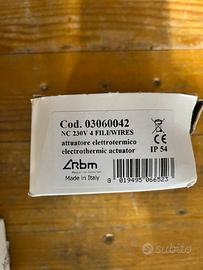 Cod. 03060042
NC 230V 4 FILI/WIRES
attuatore elettrotermico
electrothermic actuator
IP 54
Rbm
Made in Italy
8 019495 066523
subito